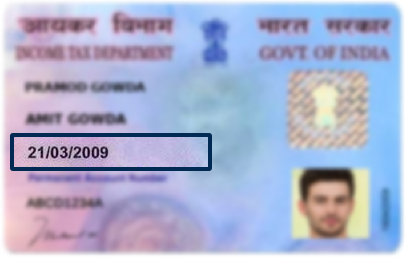 आयकर विभाग
भारत सरकार
INCOME TAX DEPARTMENT
GOVT. OF INDIA
PRAMOD GOWDA
AMIT GOWDA
21/03/2009
Permanent Account Number
ABCD1234A